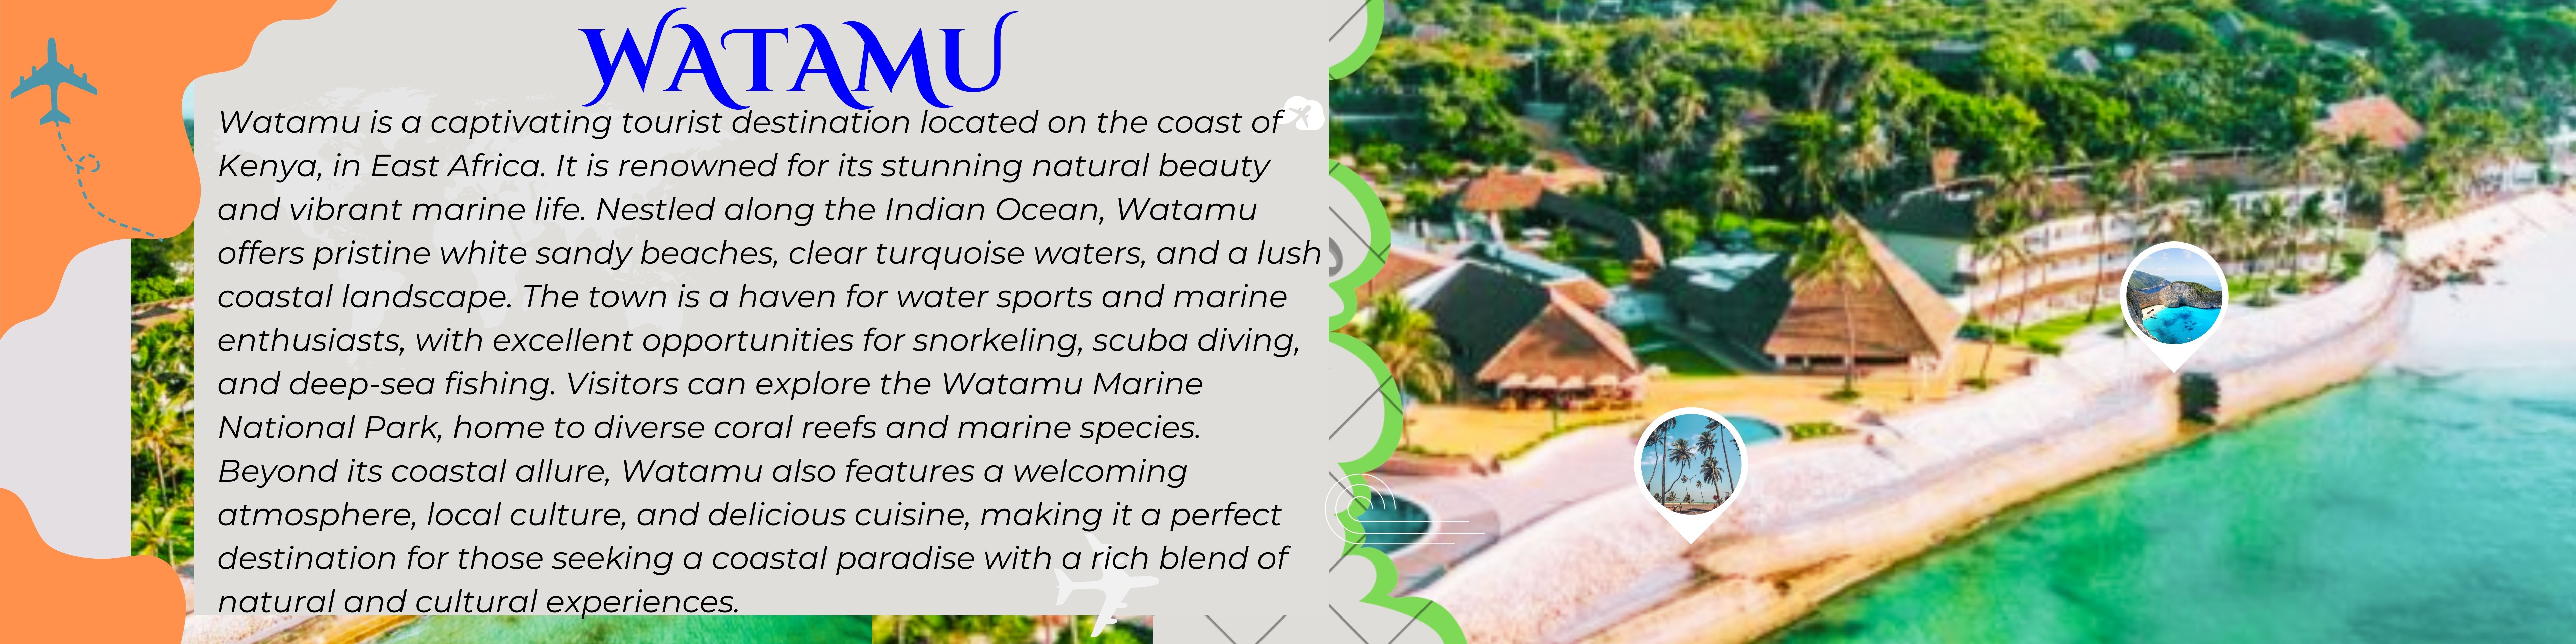 WATAMU
Watamu is a captivating tourist destination located on the coast of
Kenya, in East Africa. It is renowned for its stunning natural beauty
and vibrant marine life. Nestled along the Indian Ocean, Watamu
offers pristine white sandy beaches, clear turquoise waters, and a lush
coastal landscape. The town is a haven for water sports and marine
enthusiasts, with excellent opportunities for snorkeling, scuba diving,
and deep-sea fishing. Visitors can explore the Watamu Marine
National Park, home to diverse coral reefs and marine species.
Beyond its coastal allure, Watamu also features a welcoming
atmosphere, local culture, and delicious cuisine, making it a perfect
destination for those seeking a coastal paradise with a rich blend of
natural and cultural experiences.